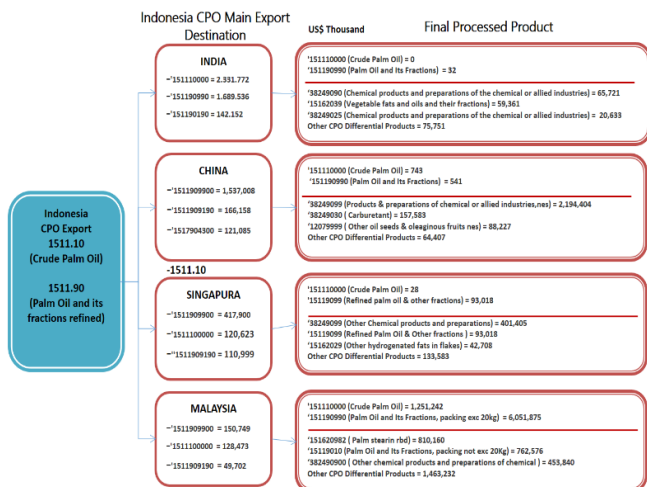 Indonesia CPO Main Export
Destination
US$ Thousand
Final Processed Product
Indonesia
CPO Export
1511.10
(Crude Palm Oil)
1511.90
(Palm Oil and its
fractions refined)
INDIA
–'151110000 = 2.331.772
–'151190990 = 1.689.536
–'151190190 = 142.152
'151110000 (Crude Palm Oil) = 0
'151190990 (Palm Oil and Its Fractions) = 32
'38249090 (Chemical products and preparations of the chemical or allied industries) = 65,721
'15162039 (Vegetable fats and oils and their fractions) = 59,361
'38249025 (Chemical products and preparations of the chemical or allied industries) = 20,633
Other CPO Differential Products = 75,751
CHINA
–'1511909900 = 1,537,008
–'1511909190 = 166,158
–'1517904300 = 121,085
'151110000 (Crude Palm Oil) = 743
'151190990 (Palm Oil and Its Fractions) = 541
'38249099 (Products & preparations of chemical or allied industries,nes) = 2,194,404
'38249030 ( Carburetant) = 157,583
'12079999 ( Other oil seeds & oleaginous fruits nes) = 88,227
Other CPO Differential Products = 64,407
-1511.10
SINGAPURA
–'1511909900 = 417,900
–'1511100000 = 120,623
–''1511909190 = 110,999
'151110000 (Crude Palm Oil) = 28
'15119099 (Refined palm oil & other fractions) = 93,018
'38249099 (Other Chemical products and preparations) = 401,405
'15119099 (Refined Palm Oil & Other fractions ) = 93,018
'15162029 (Other hydrogenated fats in flakes) = 42,708
Other CPO Differential Products = 133,583
MALAYSIA
–'1511909900 = 150,749
–'1511100000 = 128,473
–'1511909190 = 49,702
'151110000 (Crude Palm Oil) = 1,251,242
'151190990 (Palm Oil and Its Fractions, packing exc 20kg) = 6,051,875
'151620982 ( Palm stearin rbd) = 810,160
'15119010 (Palm Oil and Its Fractions, packing not exc 20Kg) = 762,576
'382490900 ( Other chemical products and preparations of chemical ) = 453,840
Other CPO Differential Products = 1,463,232